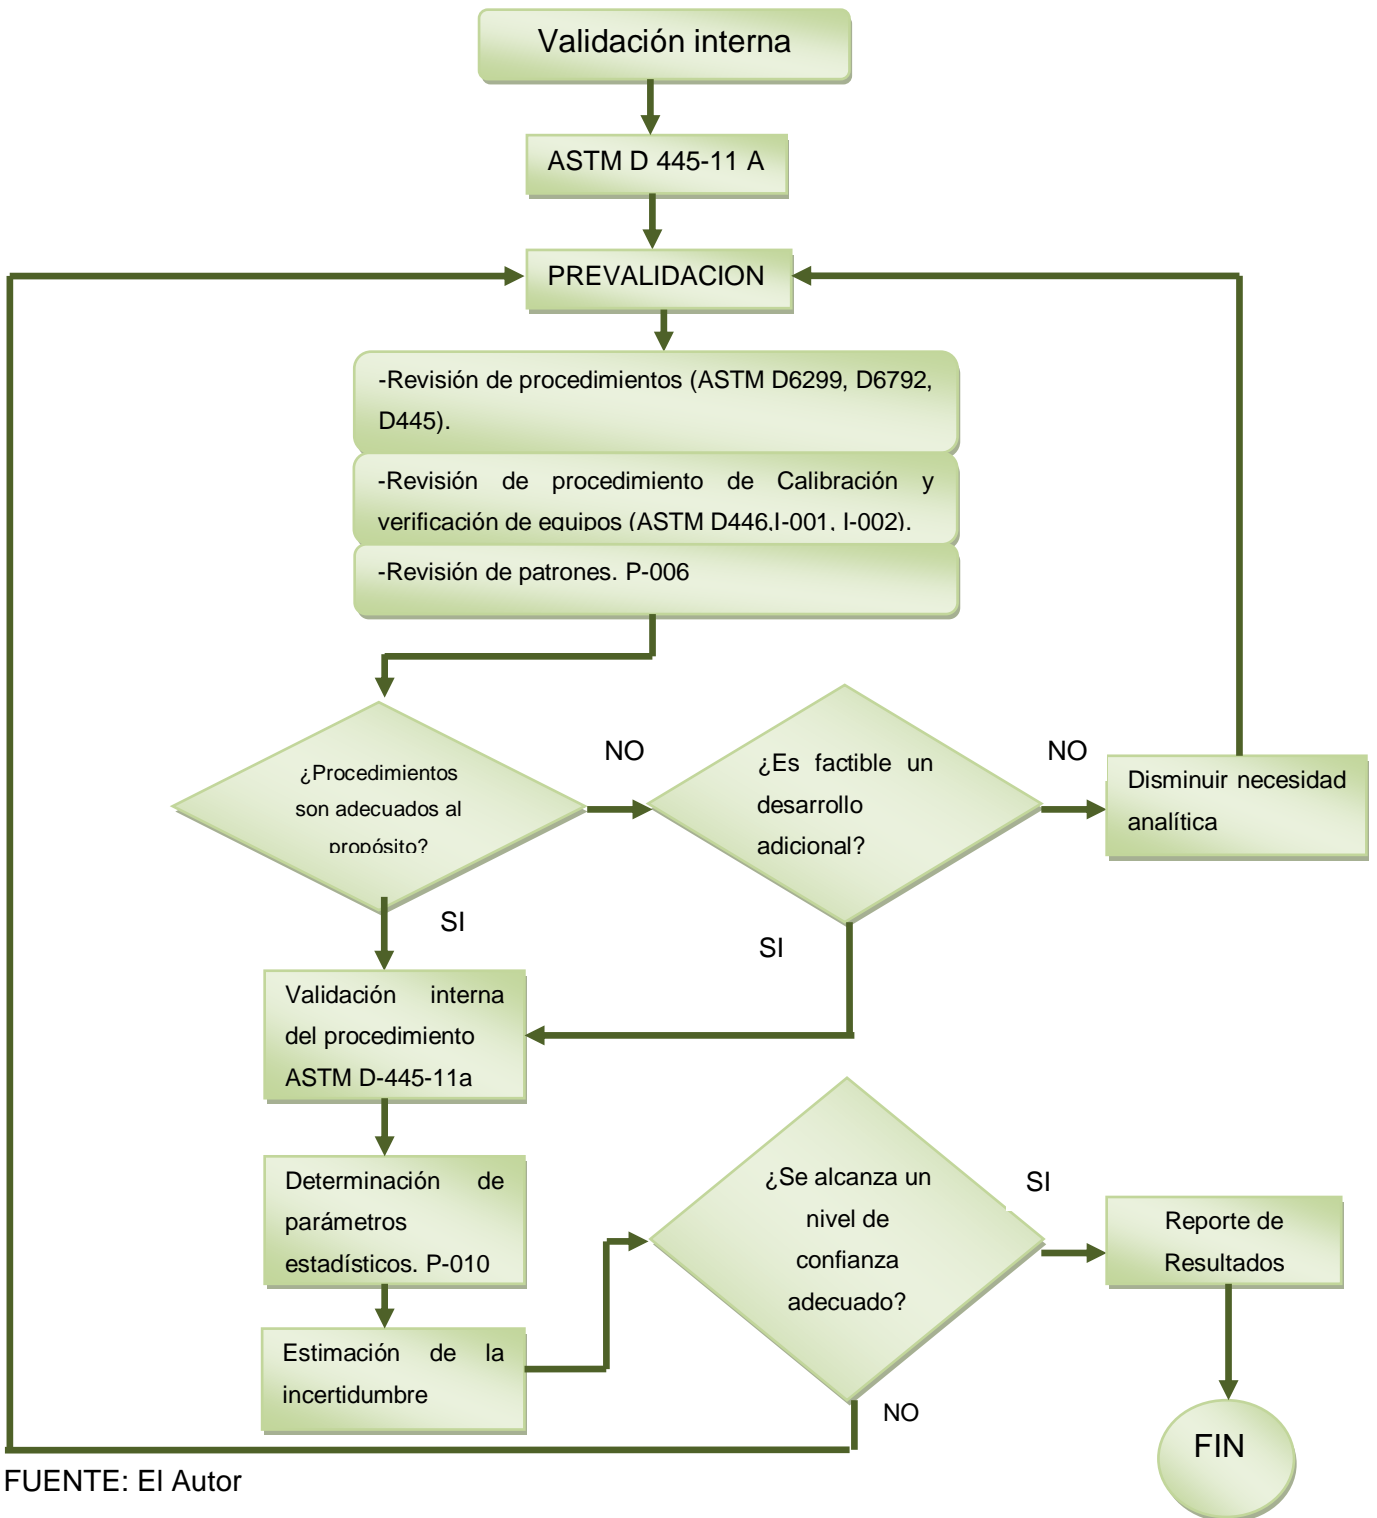 Validación interna
ASTM D 445-11 A
PREVALIDACION
-Revisión de procedimientos (ASTM D6299, D6792,
D445).
-Revisión de procedimiento de Calibración y
verificación de equipos (ASTM D446,I-001, I-002).
-Revisión de patrones. P-006
¿Procedimientos
son adecuados al
propósito?
NO
¿Es factible un
desarrollo
adicional?
NO
Disminuir necesidad
analítica
SI
SI
Validación interna
del procedimiento
ASTM D-445-11a
Determinación de
parámetros
estadísticos. P-010
Estimación de la
incertidumbre
¿Se alcanza un
nivel de
confianza
adecuado?
SI
Reporte de
Resultados
NO
FIN
FUENTE: El Autor